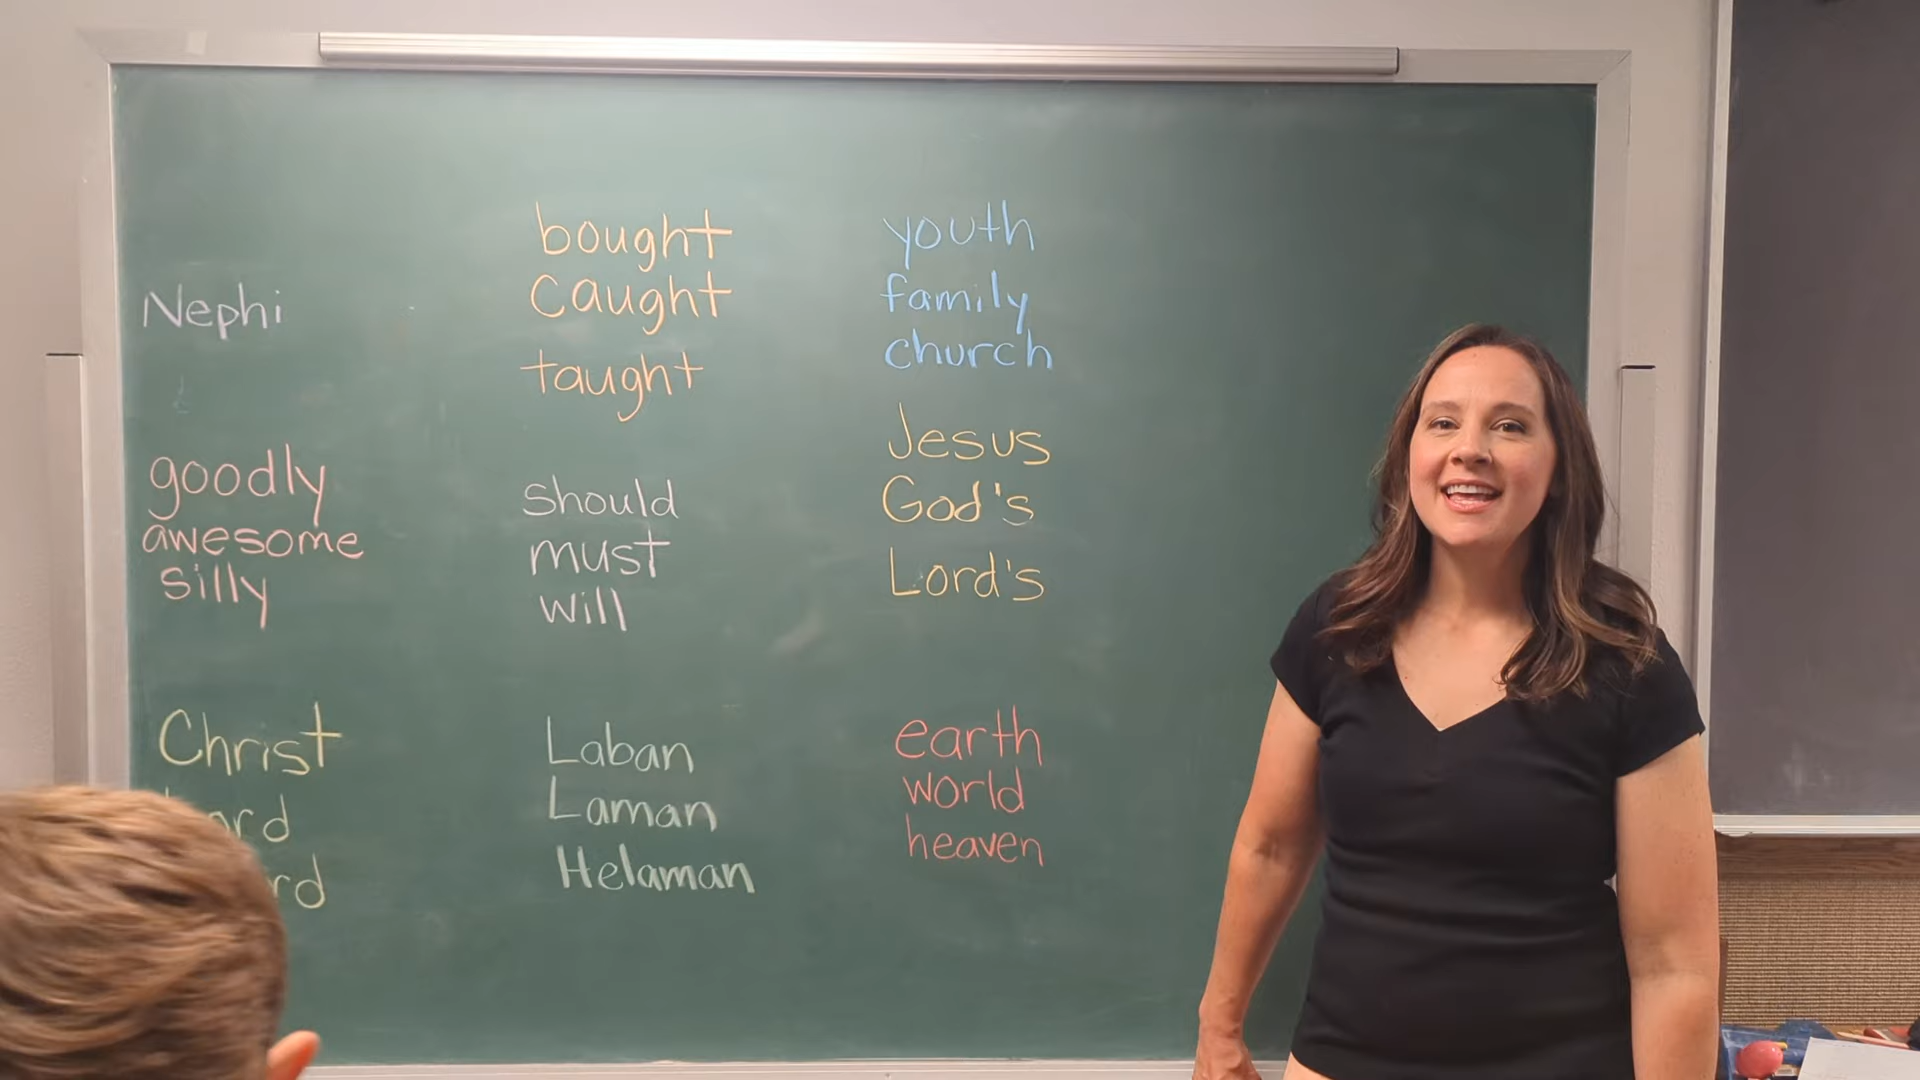 Nephi
goodly
awesome
silly
Christ
bought
caught
taught
should
must
will
Laban
Laman
Helaman
youth
family
church
Jesus
God's
Lord's
earth
world
heaven